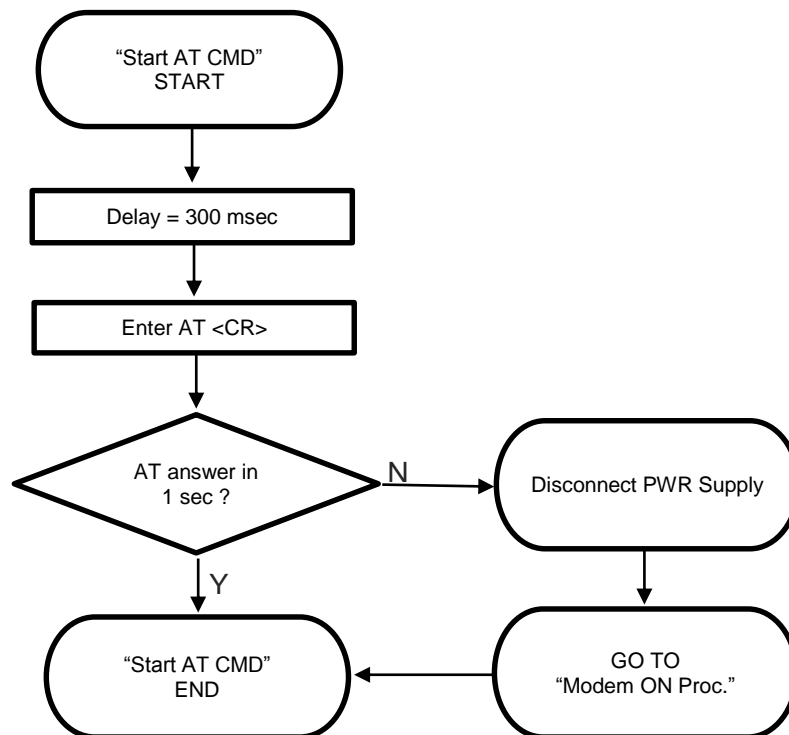 “Start AT CMD”
START
Delay = 300 msec
Enter AT <CR>
AT answer in
1 sec ?
N
Disconnect PWR Supply
Y
“Start AT CMD”
END
GO TO
“Modem ON Proc.”